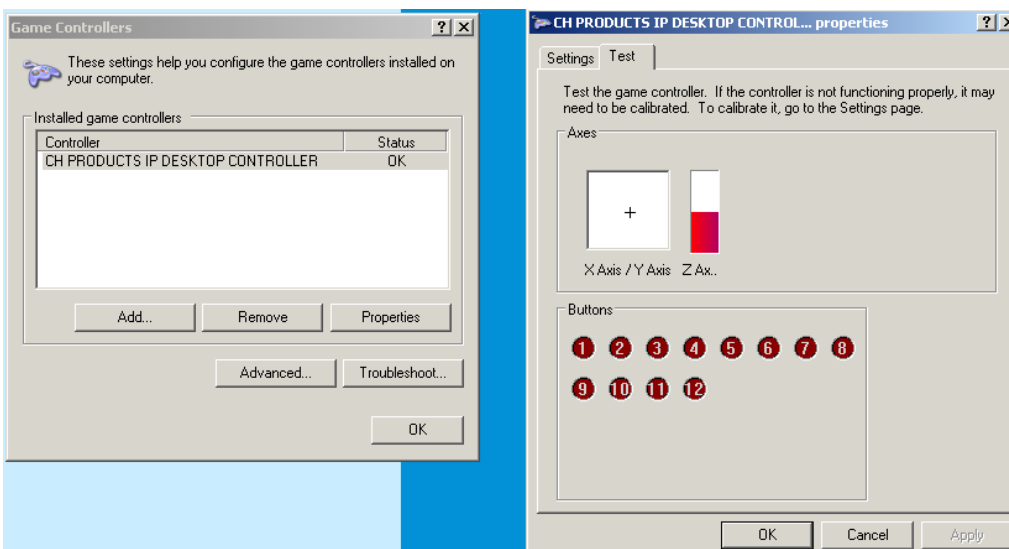 Game Controllers
These settings help you configure the game controllers installed on
your computer.
Installed game controllers
Controller Status
CH PRODUCTS IP DESKTOP CONTROLLER OK
Add... Remove Properties
Advanced... Troubleshoot...
OK
CH PRODUCTS IP DESKTOP CONTROL... properties
Settings Test
Test the game controller. If the controller is not functioning properly, it may
need to be calibrated. To calibrate it, go to the Settings page.
Axes
X Axis / Y Axis Z Ax..
Buttons
1 2 3 4 5 6 7 8
9 10 11 12
OK Cancel Apply